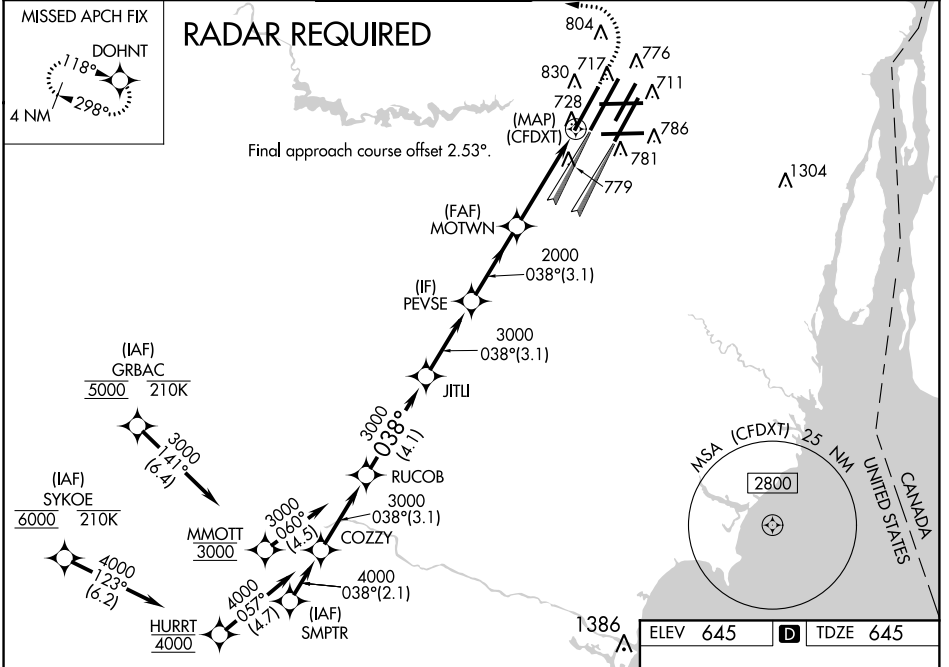 MISSED APCH FIX
DOHNT
118°
298°
4 NM
RADAR REQUIRED
804
776
717
830
711
728
(MAP)
(CFDXT)
786
781
779
1304
Final approach course offset 2.53°.
(FAF)
MOTWN
2000
038°(3.1)
(IF)
PEVSE
3000
038°(3.1)
JITLI
(IAF)
GRBAC
5000 210K
3000
141°
(6.4)
3000
038°
(4.1)
RUCOB
(IAF)
SYKOE
6000 210K
4000
123°
(6.2)
MMOTT
3000
3000
060°
(4.5)
3000
038°(3.1)
COZZY
HURRT
4000
4000
057°
(4.7)
4000
038°(2.1)
(IAF)
SMPTR
MSA (CFDXT) 25 NM
2800
CANADA
UNITED STATES
1386
ELEV 645 D TDZE 645